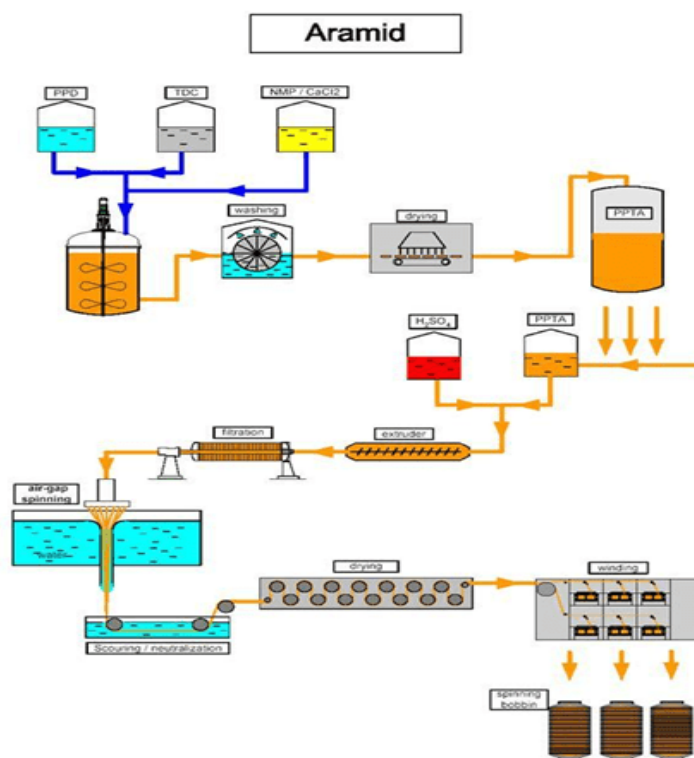 Aramid
PPD
TDC
NMP / CaCl2
washing
drying
PPTA
H₂SO₄
PPTA
filtration
extruder
air-gap
spinning
water
drying
winding
Scouring / neutralization
spinning
bobbin